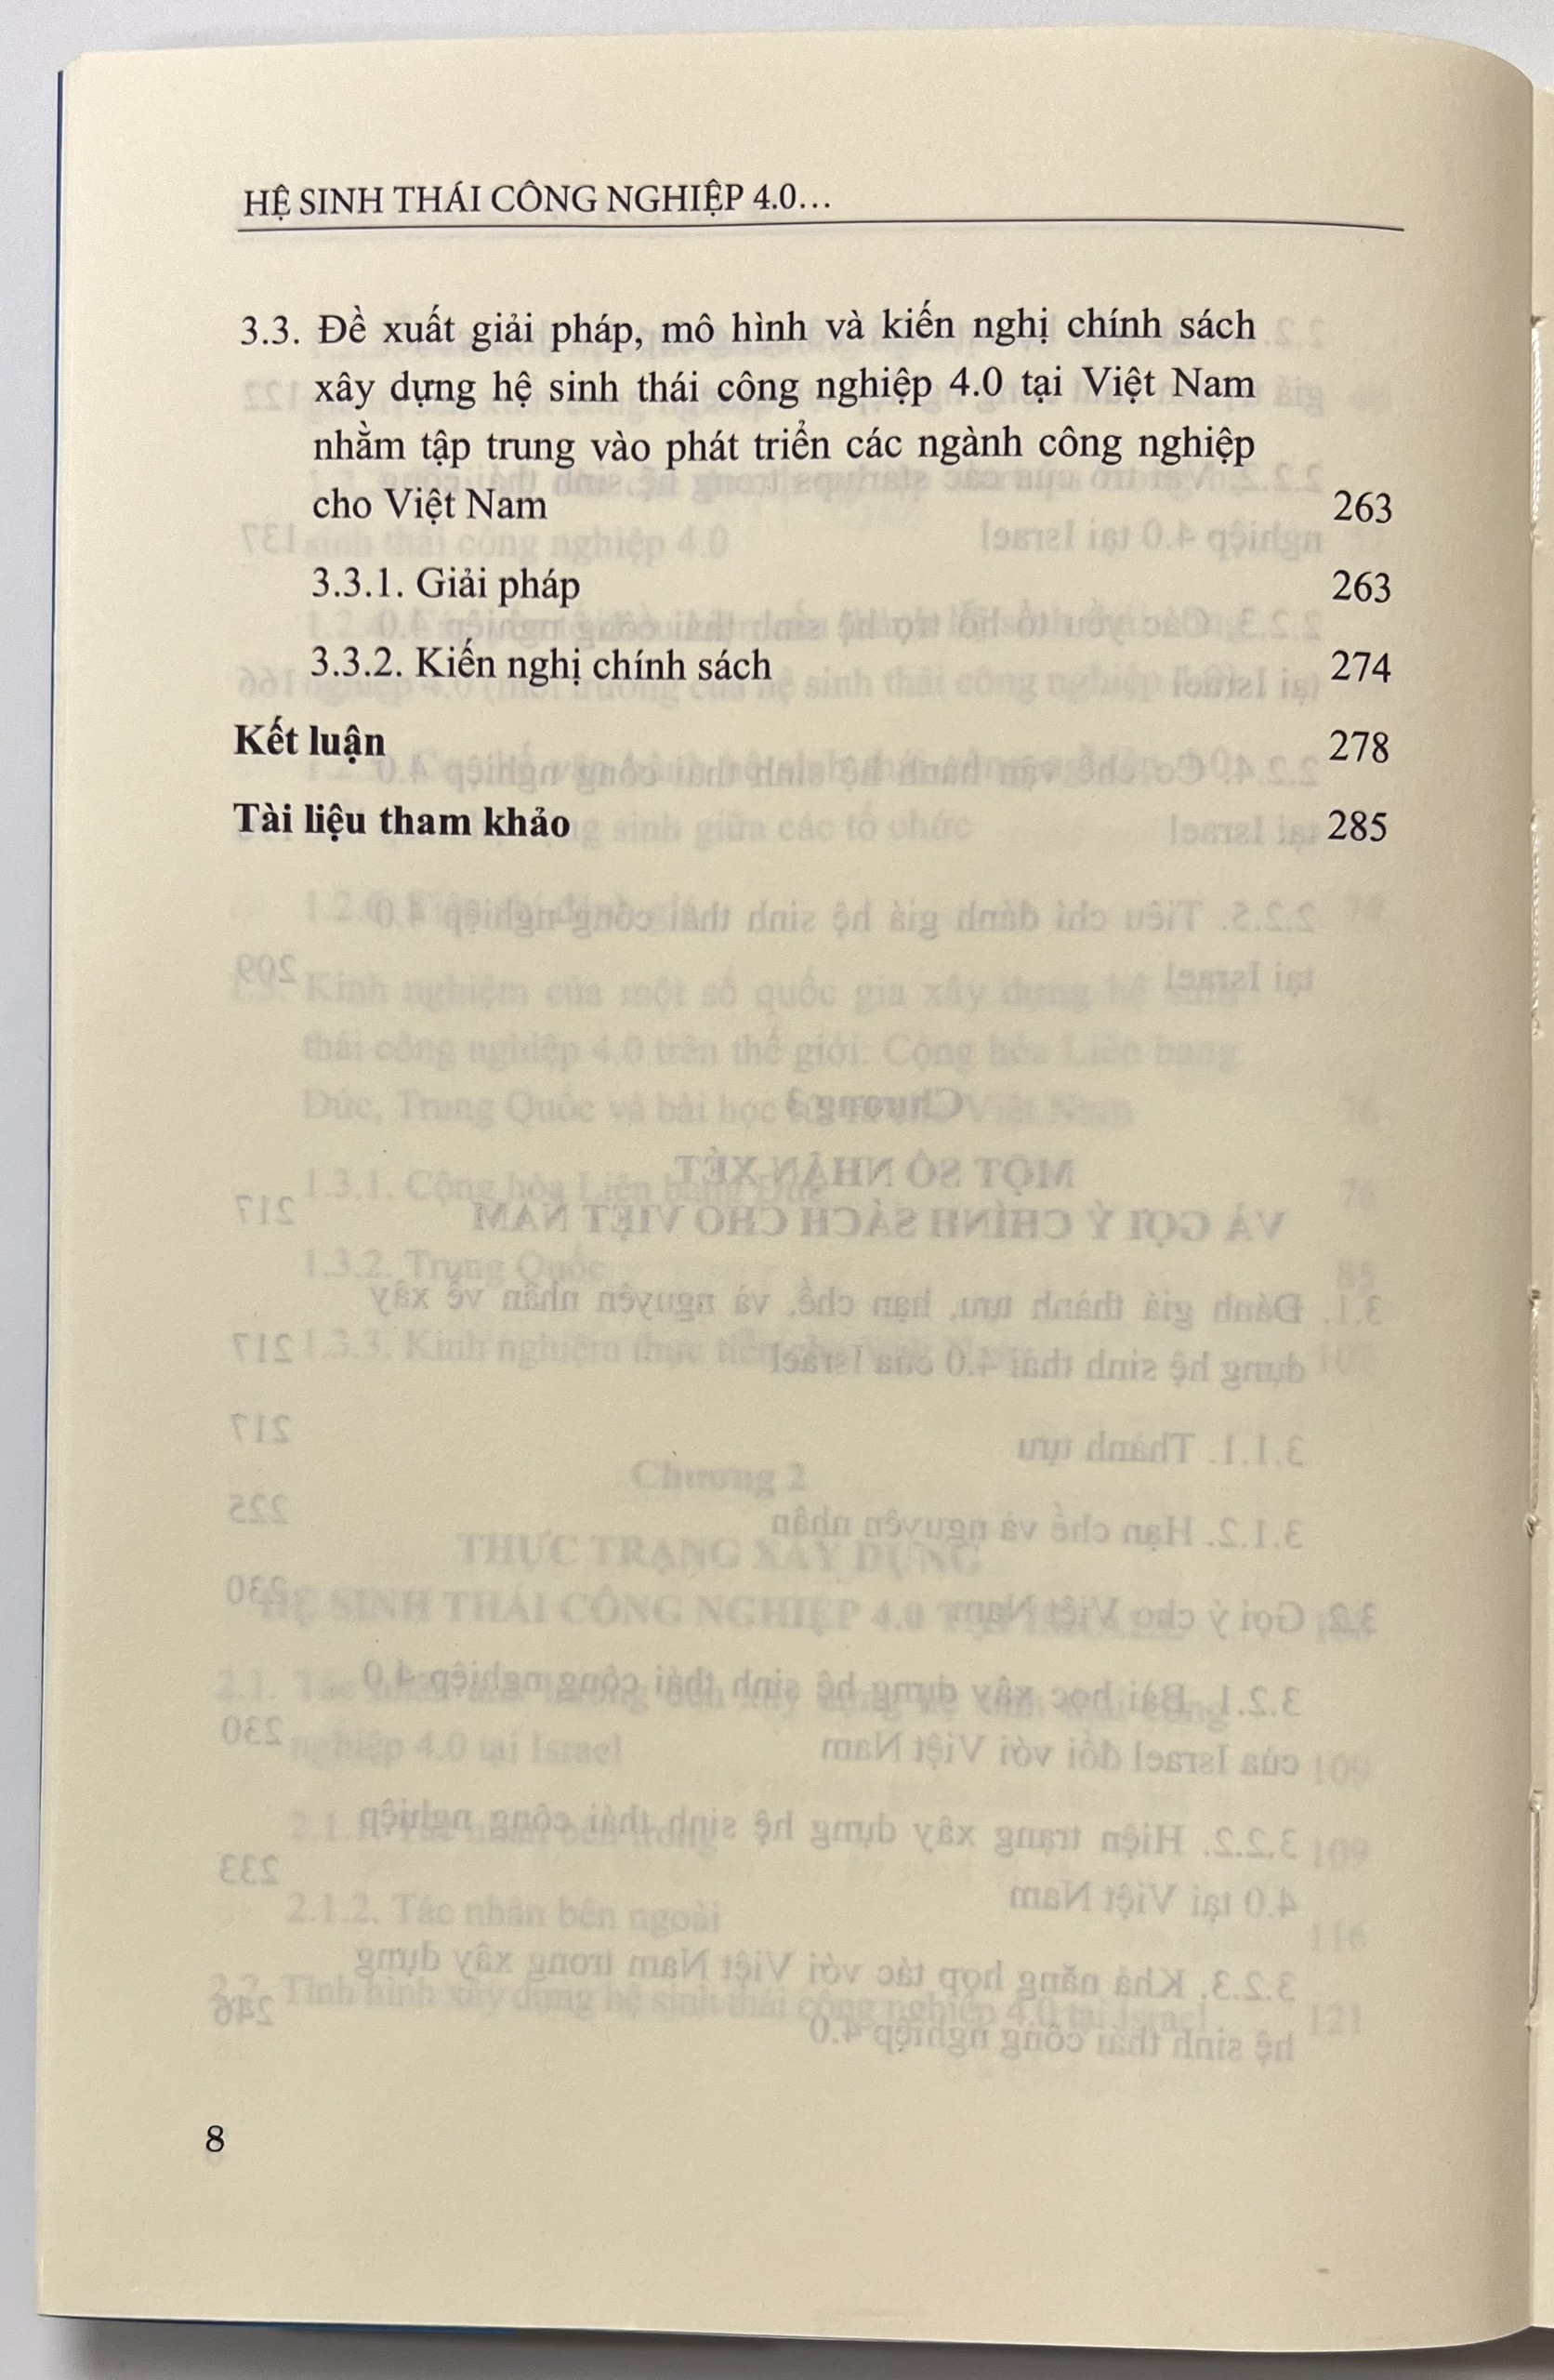 HỆ SINH THÁI CÔNG NGHIỆP 4.0...
3.3. Đề xuất giải pháp, mô hình và kiến nghị chính sách
xây dựng hệ sinh thái công nghiệp 4.0 tại Việt Nam
nhằm tập trung vào phát triển các ngành công nghiệp
cho Việt Nam 263
3.3.1. Giải pháp 263
3.3.2. Kiến nghị chính sách 274
Kết luận 278
Tài liệu tham khảo 285
8